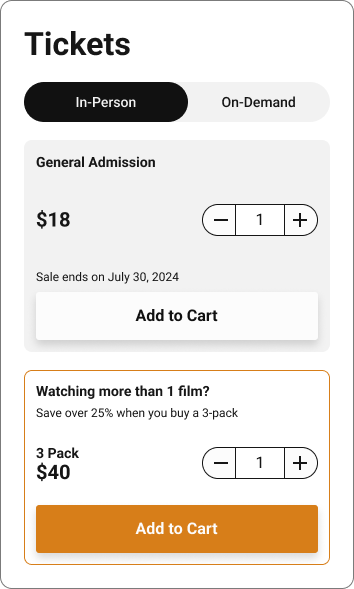 Tickets
In-Person
On-Demand
General Admission
$18
1
Sale ends on July 30, 2024
Add to Cart
Watching more than 1 film?
Save over 25% when you buy a 3-pack
3 Pack
$40
1
Add to Cart